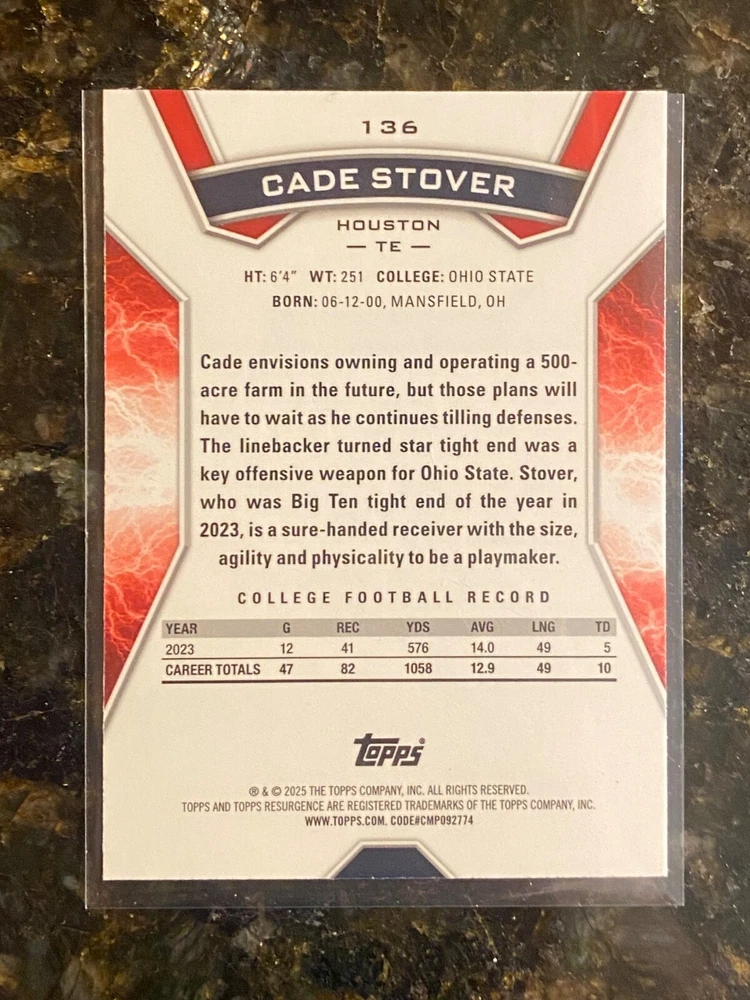 136
CADE STOVER
HOUSTON
— TE —
HT: 6'4" WT: 251 COLLEGE: OHIO STATE
BORN: 06-12-00, MANSFIELD, OH
Cade envisions owning and operating a 500-
acre farm in the future, but those plans will
have to wait as he continues tilling defenses.
The linebacker turned star tight end was a
key offensive weapon for Ohio State. Stover,
who was Big Ten tight end of the year in
2023, is a sure-handed receiver with the size,
agility and physicality to be a playmaker.
COLLEGE FOOTBALL RECORD
YEAR G REC YDS AVG LNG TD
2023 12 41 576 14.0 49 5
CAREER TOTALS 47 82 1058 12.9 49 10
Topps®
® & © 2025 THE TOPPS COMPANY, INC. ALL RIGHTS RESERVED.
TOPPS AND TOPPS RESURGENCE ARE REGISTERED TRADEMARKS OF THE TOPPS COMPANY, INC.
WWW.TOPPS.COM. CODE#CMP092774